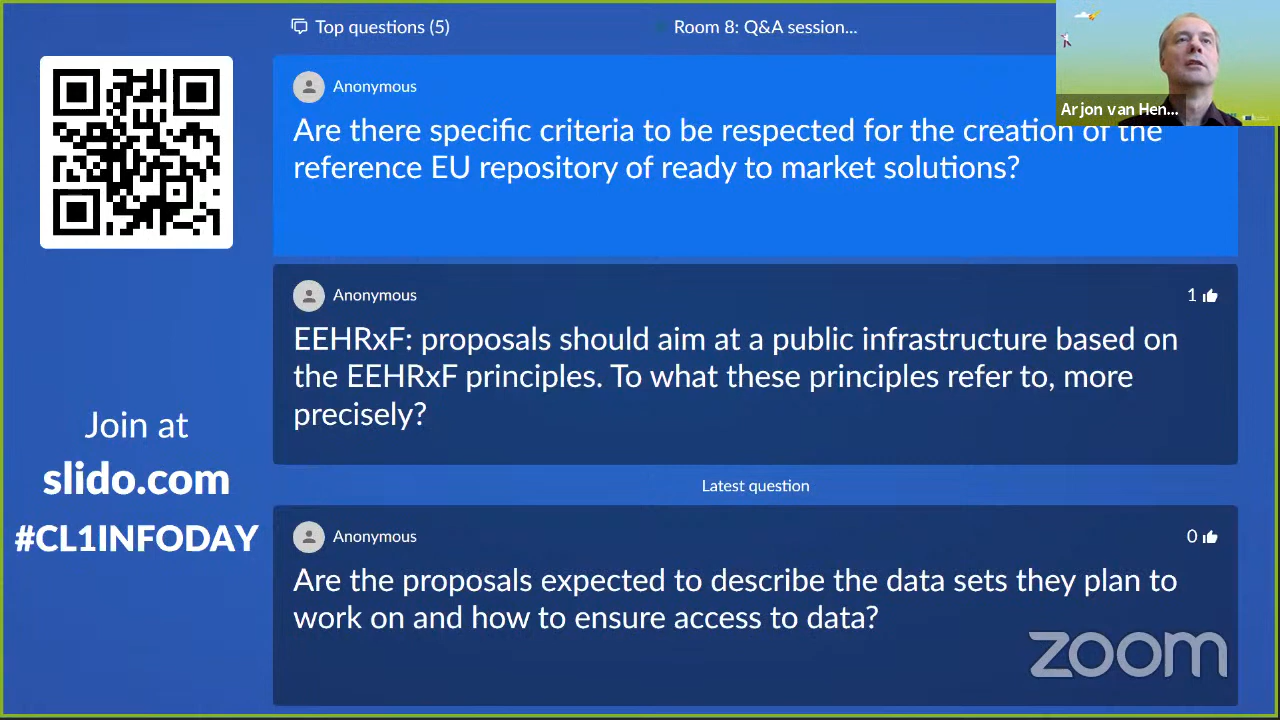 Top questions (5)
Room 8: Q&A session...
Arjon van Hen...
Anonymous
Are there specific criteria to be respected for the creation of the
reference EU repository of ready to market solutions?
Anonymous
1
EEHRxF: proposals should aim at a public infrastructure based on
the EEHRxF principles. To what these principles refer to, more
precisely?
Join at
slido.com
#CL1INFODAY
Latest question
Anonymous
0
Are the proposals expected to describe the data sets they plan to
work on and how to ensure access to data?
zoom